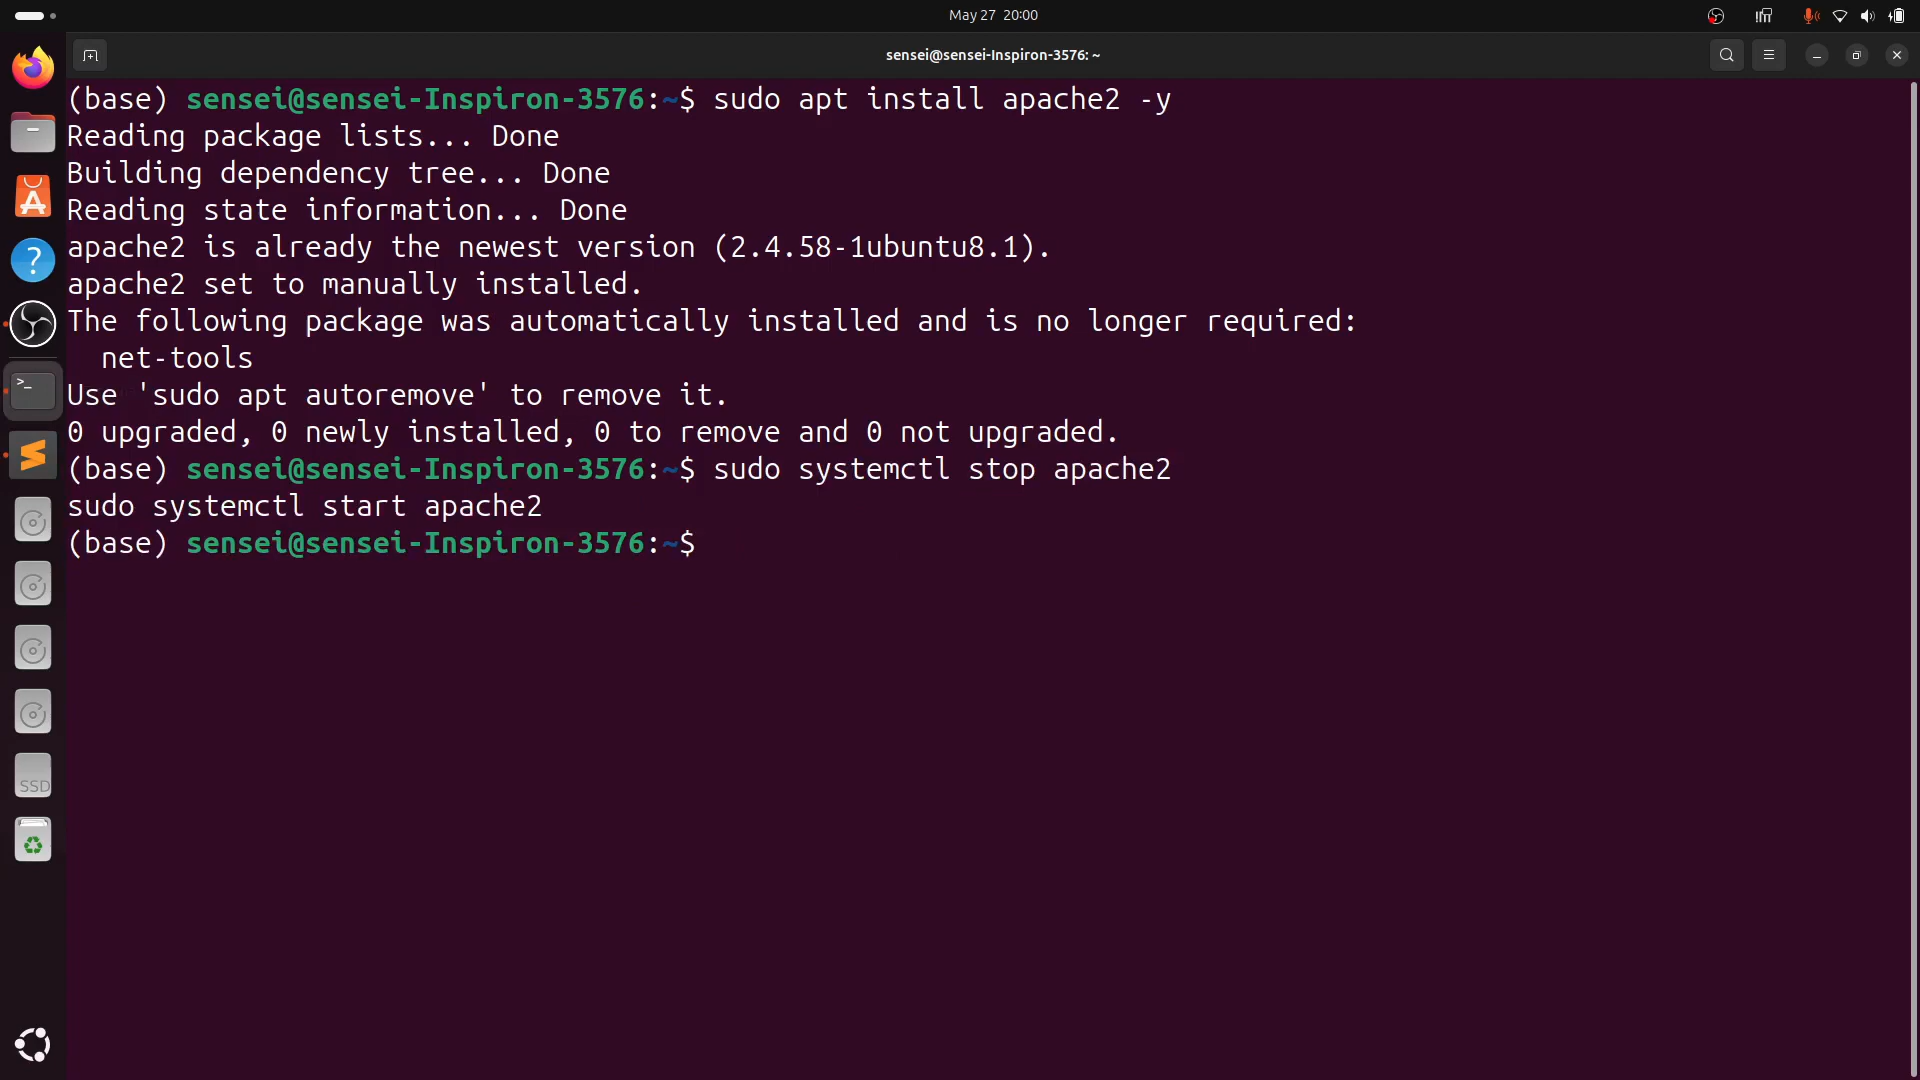 May 27 20:00
sensei@sensei-Inspiron-3576: ~
(base) sensei@sensei-Inspiron-3576:~$ sudo apt install apache2 -y
Reading package lists... Done
Building dependency tree... Done
Reading state information... Done
apache2 is already the newest version (2.4.58-1ubuntu8.1).
apache2 set to manually installed.
The following package was automatically installed and is no longer required:
  net-tools
Use 'sudo apt autoremove' to remove it.
0 upgraded, 0 newly installed, 0 to remove and 0 not upgraded.
(base) sensei@sensei-Inspiron-3576:~$ sudo systemctl stop apache2
sudo systemctl start apache2
(base) sensei@sensei-Inspiron-3576:~$
SSD